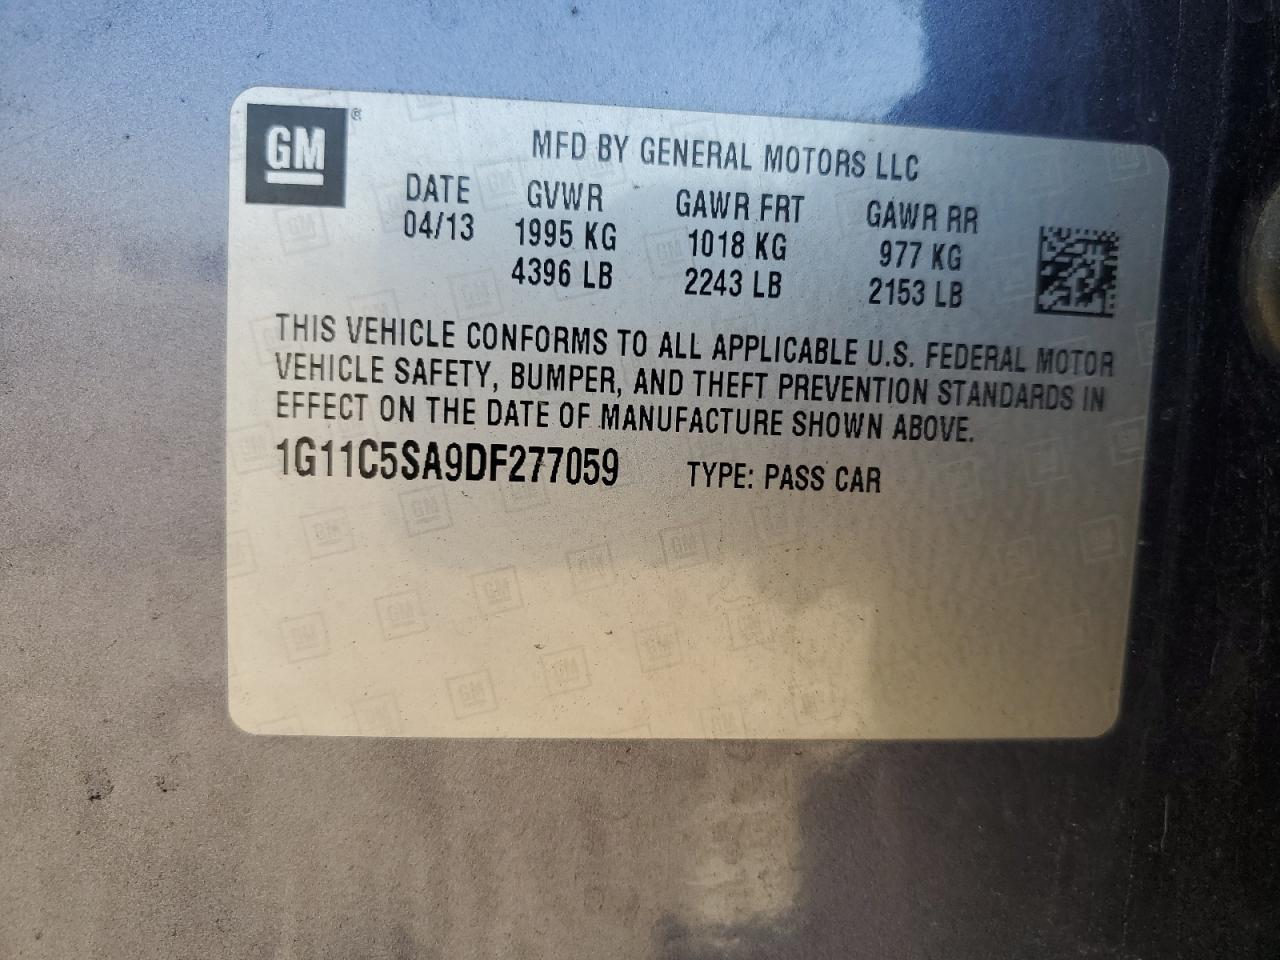 GM
MFD BY GENERAL MOTORS LLC
DATE GVWR GAWR FRT GAWR RR
04/13 1995 KG 1018 KG 977 KG
4396 LB 2243 LB 2153 LB
THIS VEHICLE CONFORMS TO ALL APPLICABLE U.S. FEDERAL MOTOR
VEHICLE SAFETY, BUMPER, AND THEFT PREVENTION STANDARDS IN
EFFECT ON THE DATE OF MANUFACTURE SHOWN ABOVE.
1G11C5SA9DF277059 TYPE: PASS CAR